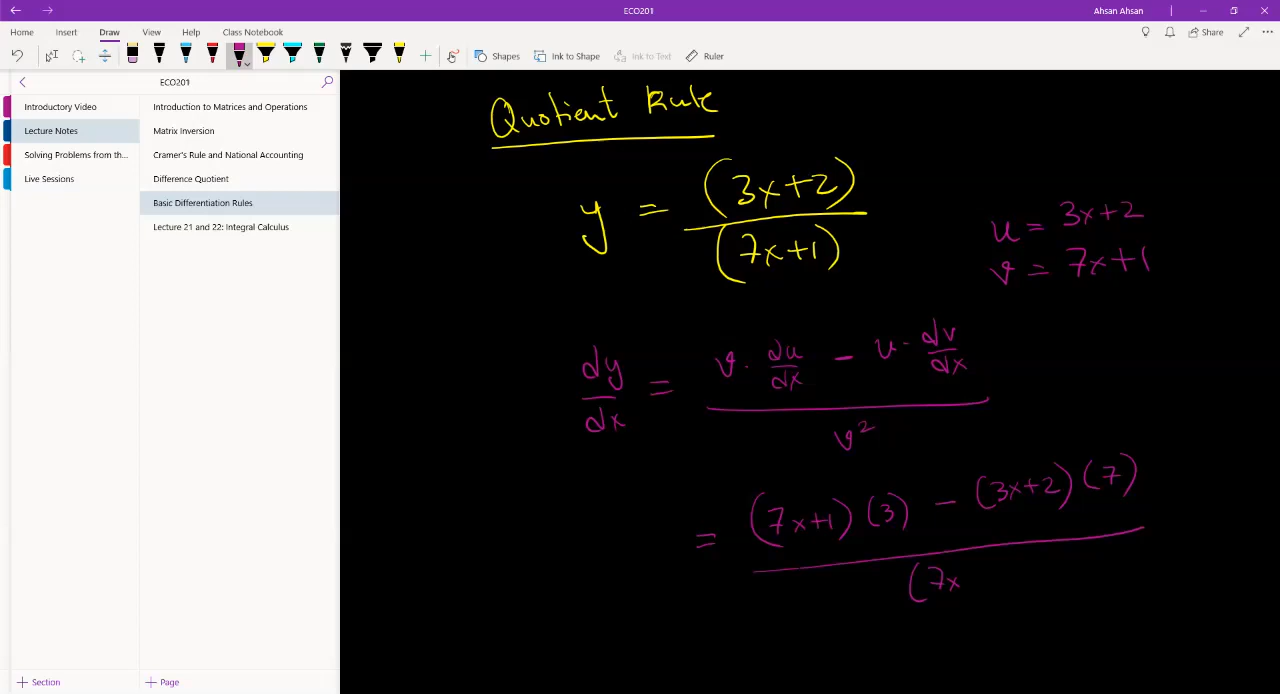 ECO201
Ahsan Ahsan
Home Insert Draw View Help Class Notebook
Share
Shapes Ink to Shape Ink to Text Ruler
ECO201
Introductory Video
Lecture Notes
Solving Problems from th...
Live Sessions
Introduction to Matrices and Operations
Matrix Inversion
Cramer's Rule and National Accounting
Difference Quotient
Basic Differentiation Rules
Lecture 21 and 22: Integral Calculus
Quotient Rule
y = (3x+2) / (7x+1)
u = 3x+2
v = 7x+1
dy/dx = (v · du/dx − u · dv/dx) / v²
= (7x+1)(3) − (3x+2)(7) / (7x
+ Section
+ Page